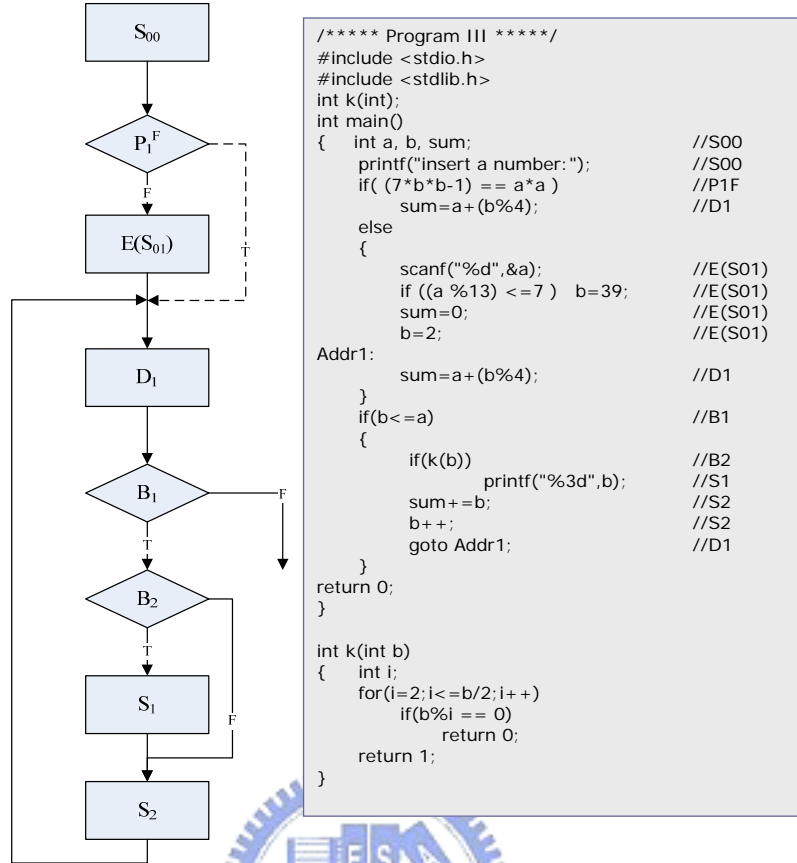 S00
P1F
F
E(S01)
T
D1
B1
F
T
B2
T
S1
F
S2
/***** Program III *****/
#include <stdio.h>
#include <stdlib.h>
int k(int);
int main()
{ int a, b, sum; //S00
printf("insert a number:"); //S00
if( (7*b*b-1) == a*a ) //P1F
sum=a+(b%4); //D1
else
{
scanf("%d",&a); //E(S01)
if ((a %13) <=7 ) b=39; //E(S01)
sum=0; //E(S01)
b=2; //E(S01)
Addr1:
sum=a+(b%4); //D1
}
if(b<=a) //B1
{
if(k(b)) //B2
printf("%3d",b); //S1
sum+=b; //S2
b++; //S2
goto Addr1; //D1
}
return 0;
}
int k(int b)
{ int i;
for(i=2;i<=b/2;i++)
if(b%i == 0)
return 0;
return 1;
}